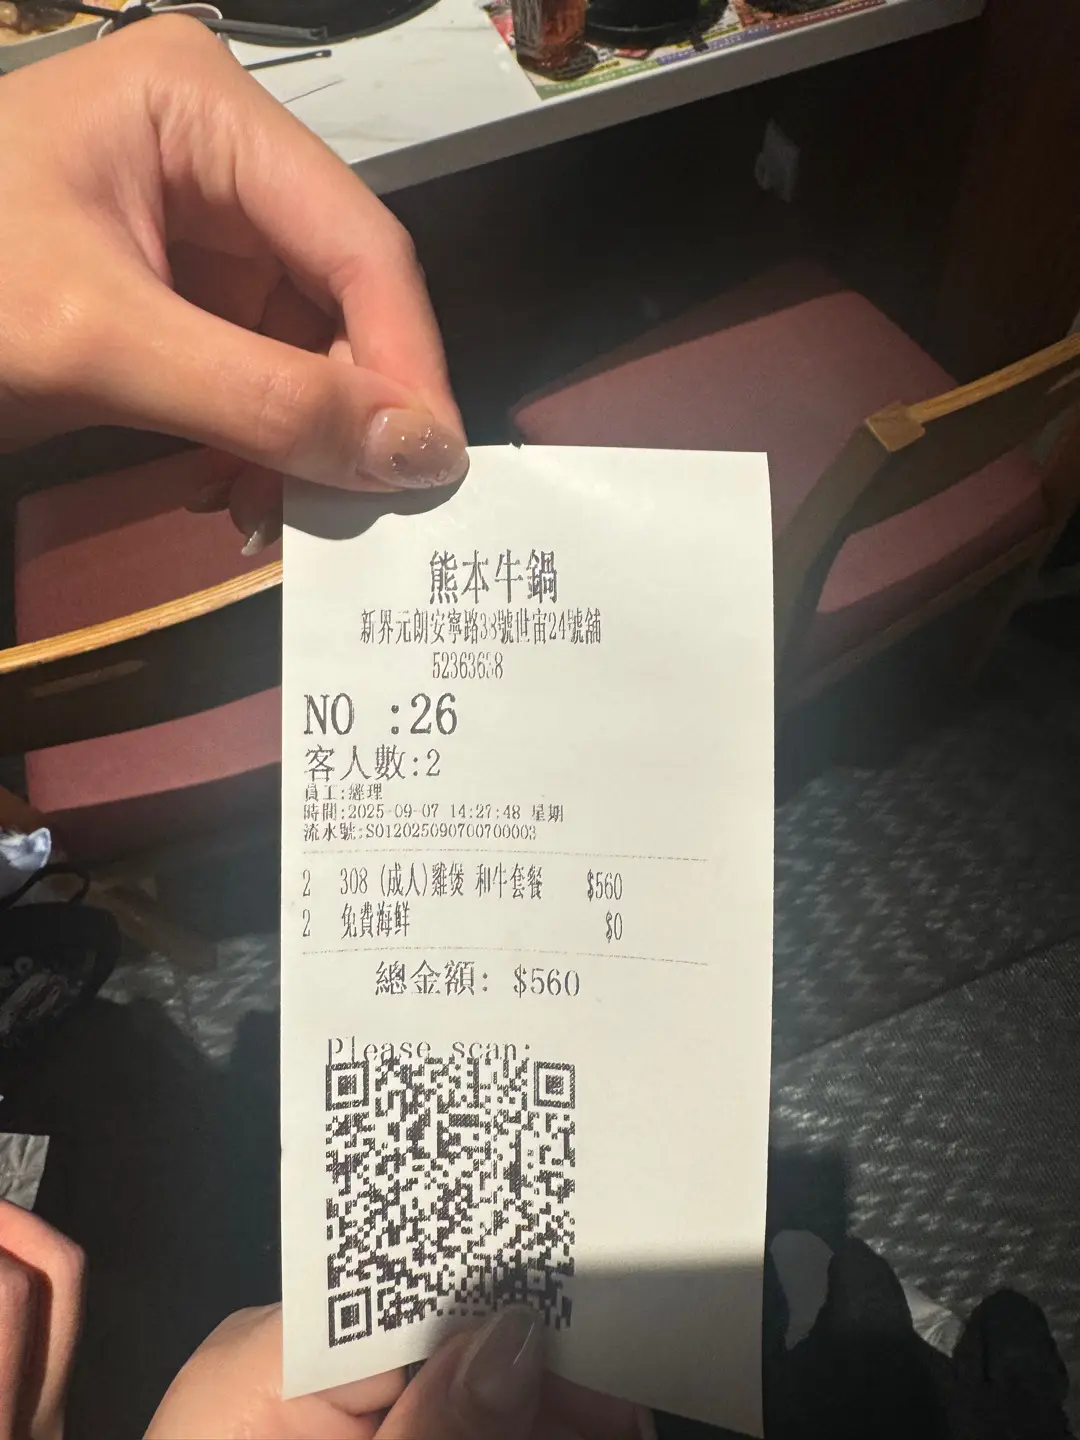 熊本牛鍋
新界元朗安寧路38號世宙24號舖
52363638
NO :26
客人數:2
員工:經理
時間:2025-09-07 14:27:48 星期
流水號:S012025090700700003
2 308 (成人)雞煲 和牛套餐 $560
2 免費海鮮 $0
總金額: $560
Please scan: